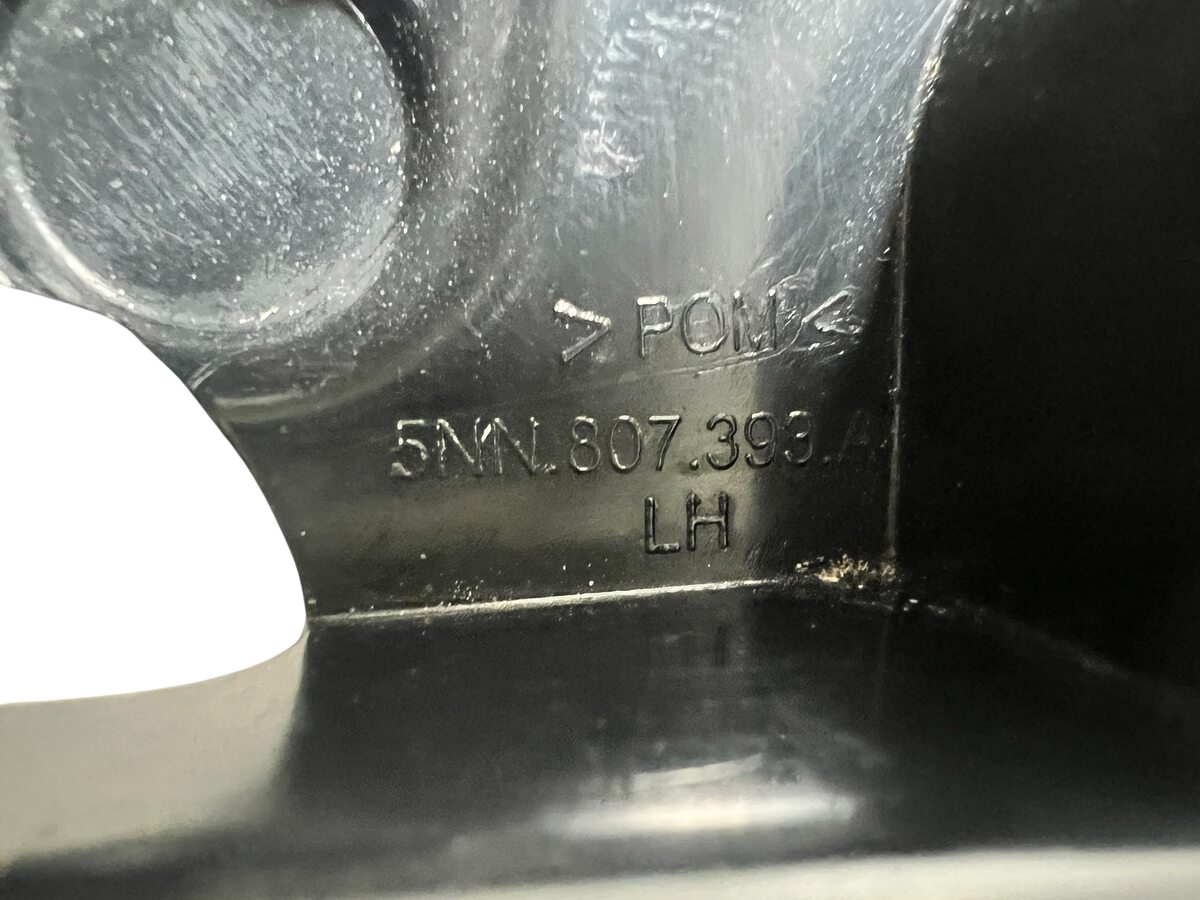 > POM <
5NN.807.393.A
LH